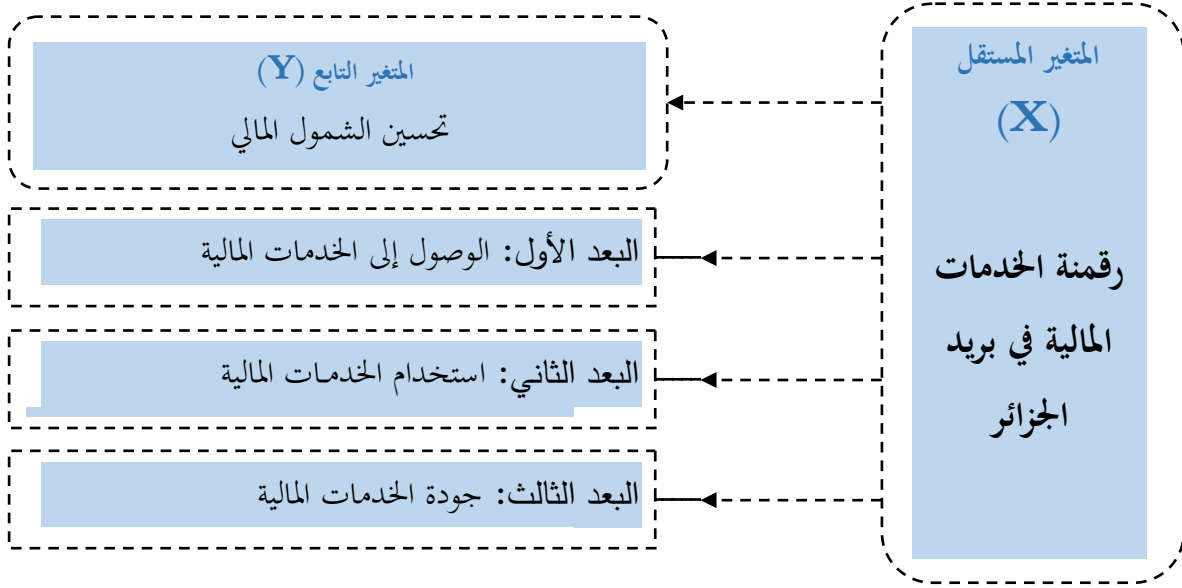 المتغير المستقل
(X)
رقمنة الخدمات
المالية في بريد
الجزائر
المتغير التابع (Y)
تحسين الشمول المالي
البعد الأول: الوصول إلى الخدمات المالية
البعد الثاني: استخدام الخدمات المالية
البعد الثالث: جودة الخدمات المالية